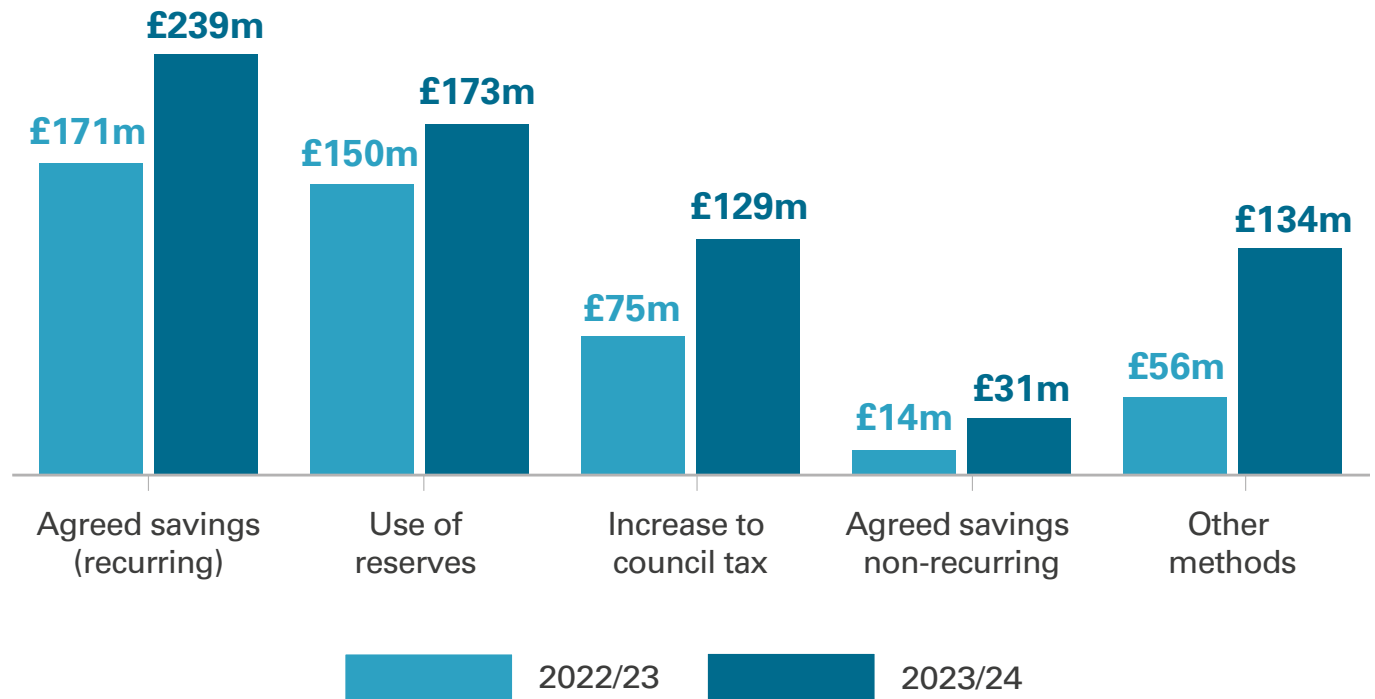 £239m
£171m
£173m
£150m
£129m
£75m
£14m
£31m
£134m
£56m
Agreed savings
(recurring)
Use of
reserves
Increase to
council tax
Agreed savings
non-recurring
Other
methods
2022/23
2023/24